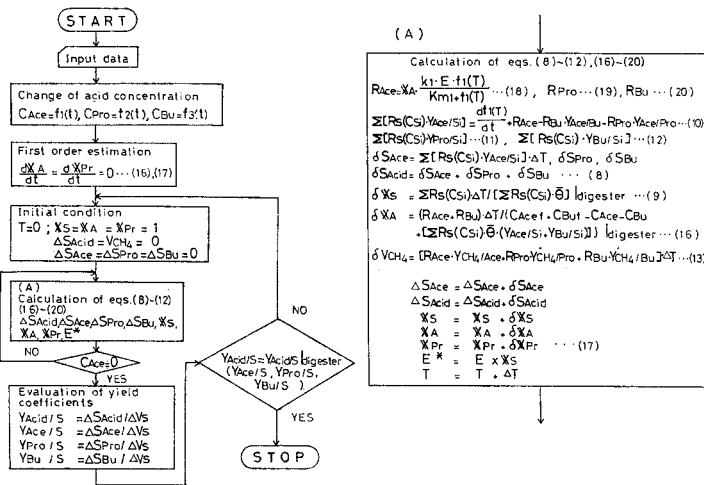 START
Input data
Change of acid concentration
CAce=f1(t), CPro=f2(t), CBu=f3(t)
First order estimation
dXA/dt = dXPr/dt = 0 ··· (16),(17)
Initial condition
T=0 ; XS=XA = XPr = 1
ΔSAcid=VCH4 = 0
ΔSAce=ΔSPro=ΔSBu=0
(A)
Calculation of eqs.(8)~(12)
(16)~(20)
ΔSAcid,ΔSAce,ΔSPro,ΔSBu,XS,
XA,XPr,E*
NO
CAce=0
YES
Evaluation of yield
coefficients
YAcid/S =ΔSAcid/ΔVS
YAce/S =ΔSAce/ΔVS
YPro/S =ΔSPro/ΔVS
YBu/S =ΔSBu/ΔVS
NO
YAcid/S=YAcid/S|digester
(YAce/S, YPro/S,
YBu/S )
YES
STOP
(A)
Calculation of eqs.(8)~(12),(16)~(20)
RAce=XA· k1·E·f1(T) / Km1+f1(T) ···(18), RPro···(19), RBu ···(20)
Σ[Rs(CSi)·YAce/Si]= df1(T)/dt +RAce-RBu·YAce/Bu-RPro·YAce/Pro···(10)
Σ[Rs(CSi)·YPro/Si]···(11), Σ[Rs(CSi)·YBu/Si]···(12)
δSAce= Σ[Rs(CSi)·YAce/Si]·ΔT, δSPro, δSBu
δSAcid= δSAce + δSPro + δSBu ··· (8)
δXS = ΣRs(CSi)ΔT/[ΣRs(CSi)·Θ̄] |digester ···(9)
δXA = (RAce+RBu)·ΔT/{CAcef+CBuf-CAce-CBu
+[ΣRs(CSi)·Θ̄·(YAce/Si+YBu/Si)]} |digester ···(16)
δVCH4= [RAce·YCH4/Ace+RPro·YCH4/Pro+ RBu·YCH4/Bu]·ΔT ···(13)
ΔSAce = ΔSAce+ δSAce
ΔSAcid = ΔSAcid+ δSAcid
XS = XS + δXS
XA = XA + δXA
XPr = XPr + δXPr ··· (17)
E* = E × XS
T = T + ΔT